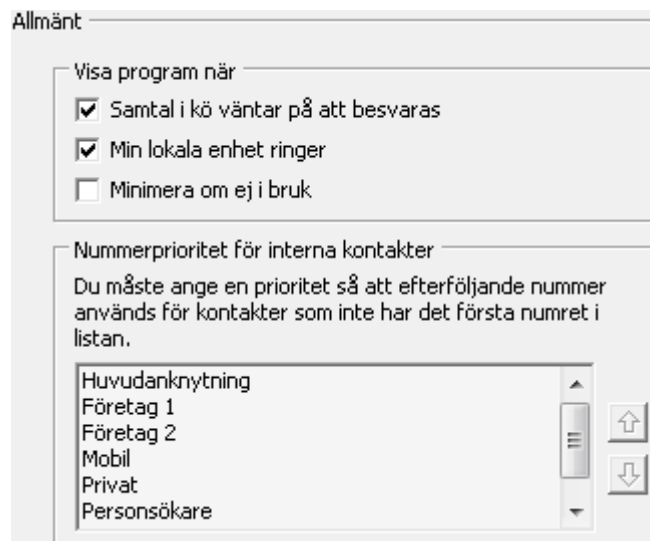 Allmänt
Visa program när
Samtal i kö väntar på att besvaras
Min lokala enhet ringer
Minimera om ej i bruk
Nummerprioritet för interna kontakter
Du måste ange en prioritet så att efterföljande nummer
används för kontakter som inte har det första numret i
listan.
Huvudanknytning
Företag 1
Företag 2
Mobil
Privat
Personsökare